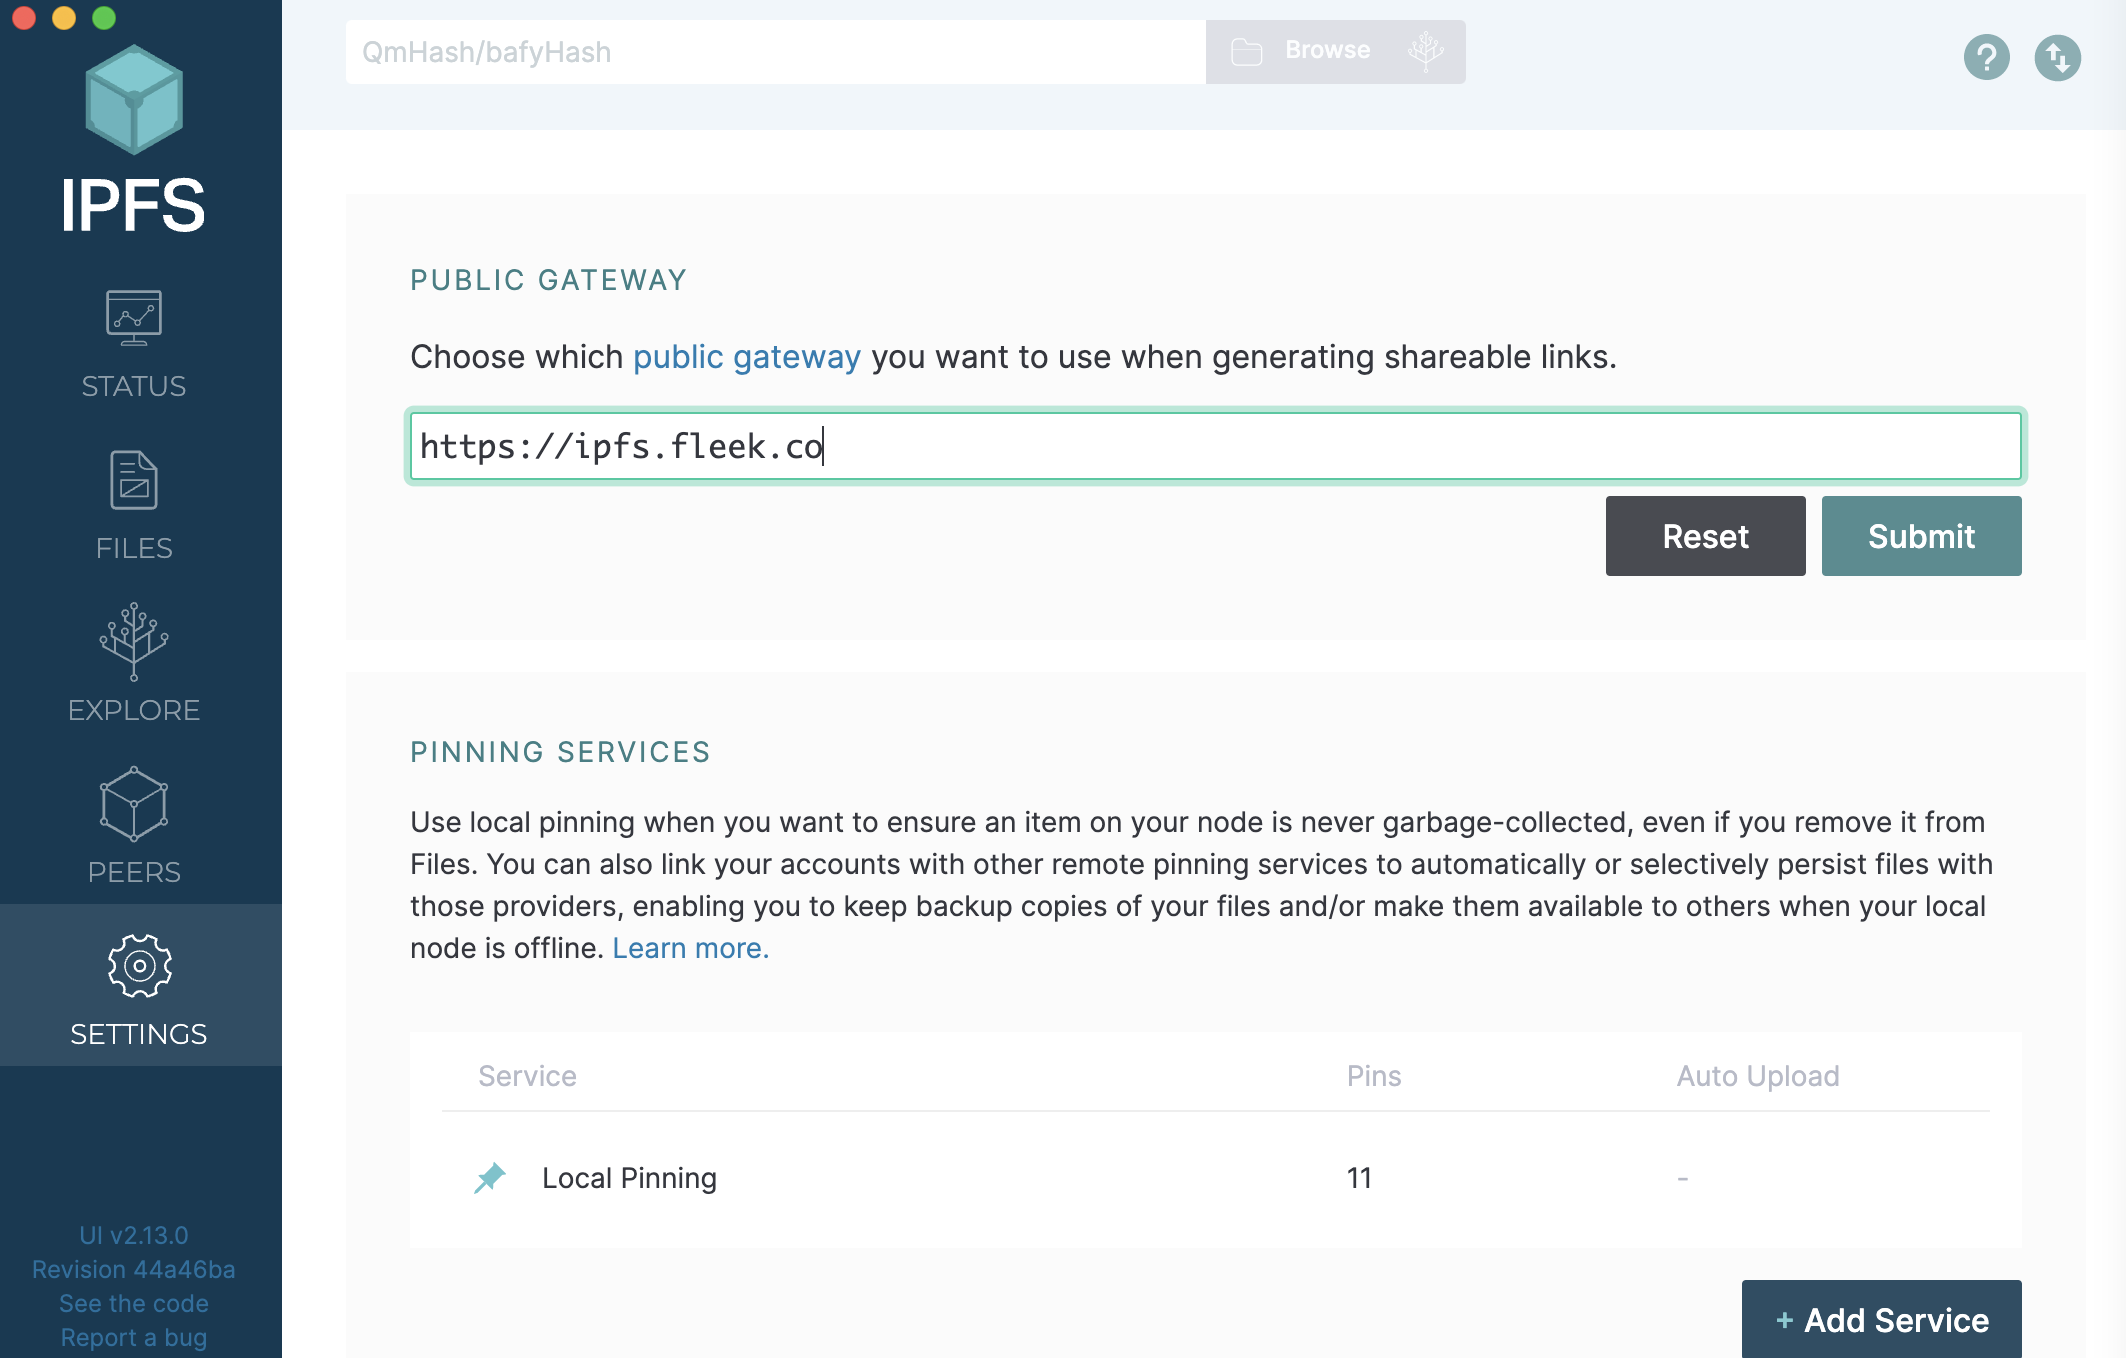 IPFS
STATUS
FILES
EXPLORE
PEERS
SETTINGS
UI v2.13.0
Revision 44a46ba
See the code
Report a bug
QmHash/bafyHash
Browse
?
PUBLIC GATEWAY
Choose which public gateway you want to use when generating shareable links.
https://ipfs.fleek.co
Reset
Submit
PINNING SERVICES
Use local pinning when you want to ensure an item on your node is never garbage-collected, even if you remove it from
Files. You can also link your accounts with other remote pinning services to automatically or selectively persist files with
those providers, enabling you to keep backup copies of your files and/or make them available to others when your local
node is offline. Learn more.
Service Pins Auto Upload
Local Pinning 11 -
+ Add Service